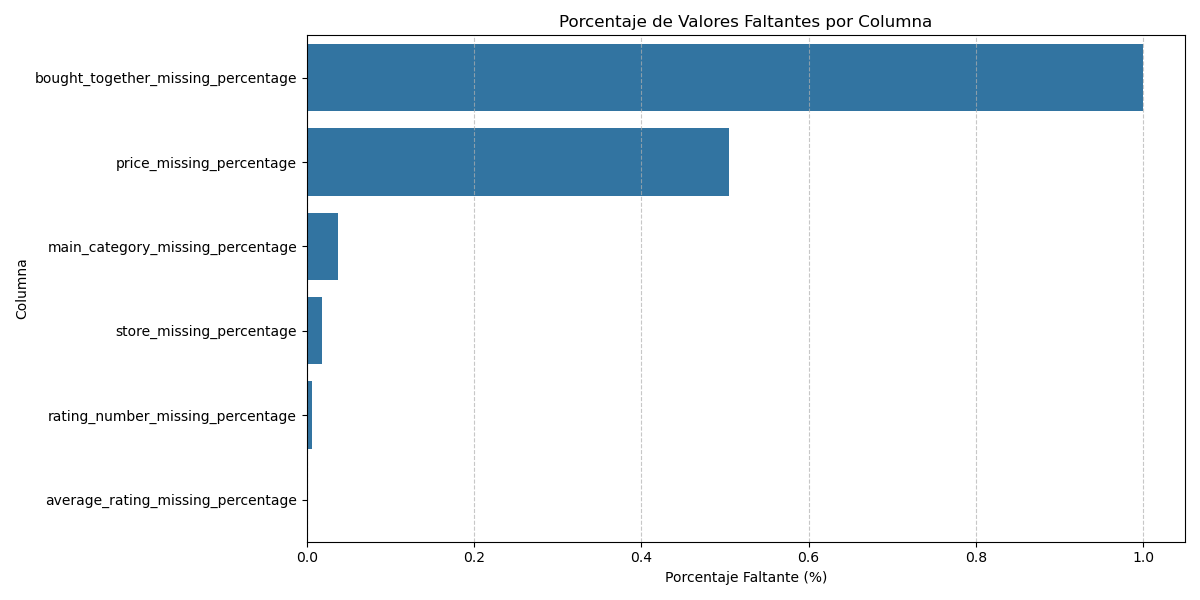 Porcentaje de Valores Faltantes por Columna
bought_together_missing_percentage
price_missing_percentage
main_category_missing_percentage
store_missing_percentage
rating_number_missing_percentage
average_rating_missing_percentage
Columna
0.0 0.2 0.4 0.6 0.8 1.0
Porcentaje Faltante (%)